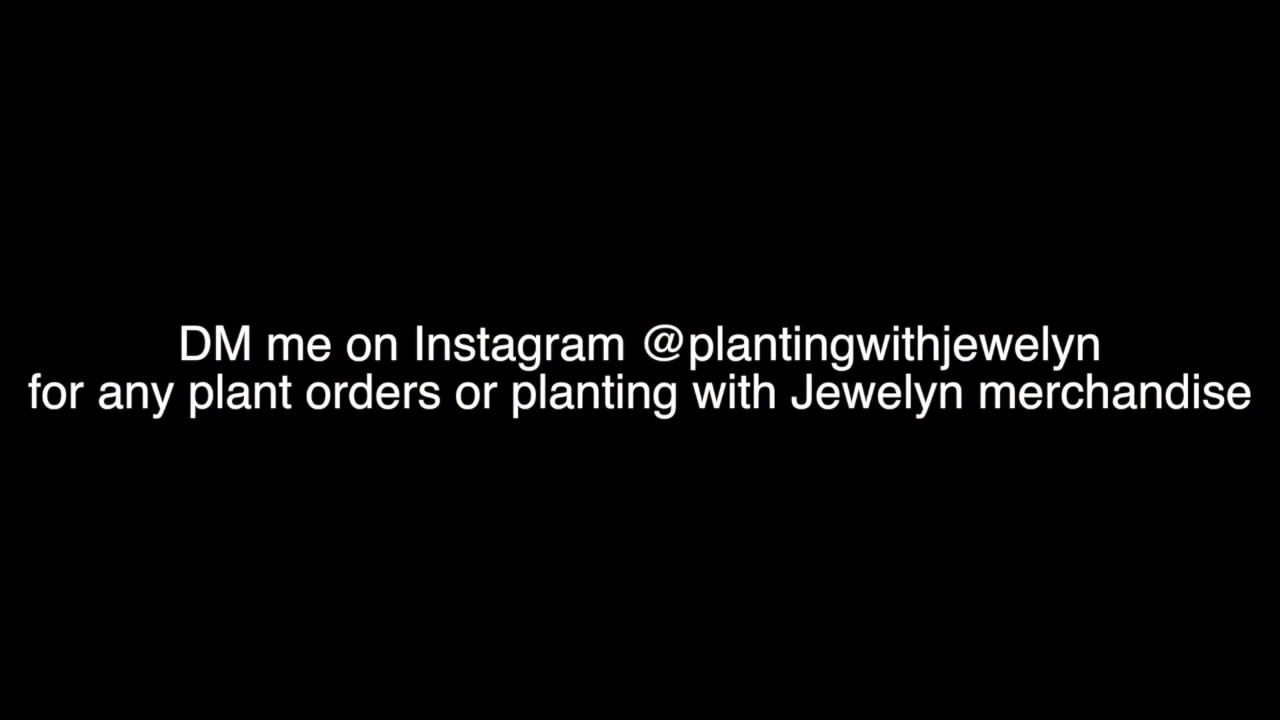 DM me on Instagram @plantingwithjewelyn
for any plant orders or planting with Jewelyn merchandise